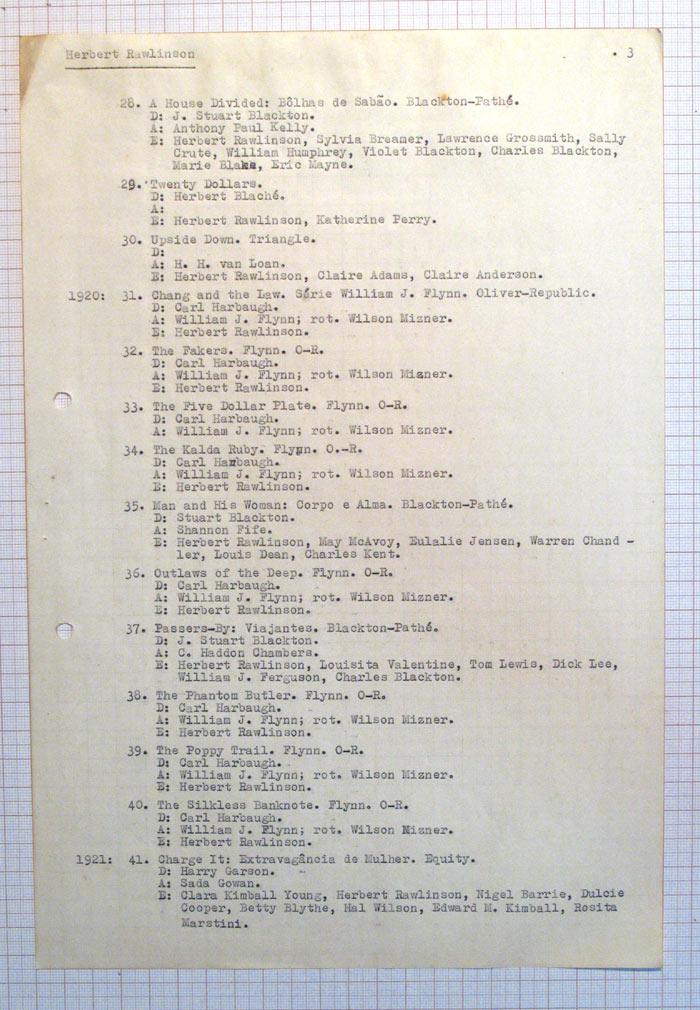 Herbert Rawlinson . 3
28. A House Divided: Bôlhas de Sabão. Blackton-Pathé.
D: J. Stuart Blackton.
A: Anthony Paul Kelly.
E: Herbert Rawlinson, Sylvia Breamer, Lawrence Grossmith, Sally
Crute, William Humphrey, Violet Blackton, Charles Blackton,
Marie Blake, Eric Mayne.
29. Twenty Dollars.
D: Herbert Blaché.
A:
E: Herbert Rawlinson, Katherine Perry.
30. Upside Down. Triangle.
D:
A: H. H. van Loan.
E: Herbert Rawlinson, Claire Adams, Claire Anderson.
1920: 31. Chang and the Law. Série William J. Flynn. Oliver-Republic.
D: Carl Harbaugh.
A: William J. Flynn; rot. Wilson Mizner.
E: Herbert Rawlinson.
32. The Fakers. Flynn. O-R.
D: Carl Harbaugh.
A: William J. Flynn; rot. Wilson Mizner.
E: Herbert Rawlinson.
33. The Five Dollar Plate. Flynn. O-R.
D: Carl Harbaugh.
A: William J. Flynn; rot. Wilson Mizner.
34. The Kalda Ruby. Flynn. O.-R.
D: Carl Harbaugh.
A: William J. Flynn; rot. Wilson Mizner.
E: Herbert Rawlinson.
35. Man and His Woman: Corpo e Alma. Blackton-Pathé.
D: Stuart Blackton.
A: Shannon Fife.
E: Herbert Rawlinson, May McAvoy, Eulalie Jensen, Warren Chand -
ler, Louis Dean, Charles Kent.
36. Outlaws of the Deep. Flynn. O-R.
D: Carl Harbaugh.
A: William J. Flynn; rot. Wilson Mizner.
E: Herbert Rawlinson.
37. Passers-By: Viajantes. Blackton-Pathé.
D: J. Stuart Blackton.
A: C. Haddon Chambers.
E: Herbert Rawlinson, Louisita Valentine, Tom Lewis, Dick Lee,
William J. Ferguson, Charles Blackton.
38. The Phantom Butler. Flynn. O-R.
D: Carl Harbaugh.
A: William J. Flynn; rot. Wilson Mizner.
E: Herbert Rawlinson.
39. The Poppy Trail. Flynn. O-R.
D: Carl Harbaugh.
A: William J. Flynn; rot. Wilson Mizner.
E: Herbert Rawlinson.
40. The Silkless Banknote. Flynn. O-R.
D: Carl Harbaugh.
A: William J. Flynn; rot. Wilson Mizner.
E: Herbert Rawlinson.
1921: 41. Charge It: Extravagância de Mulher. Equity.
D: Harry Garson.
A: Sada Gowan.
E: Clara Kimball Young, Herbert Rawlinson, Nigel Barrie, Dulcie
Cooper, Betty Blythe, Hal Wilson, Edward M. Kimball, Rosita
Marstini.